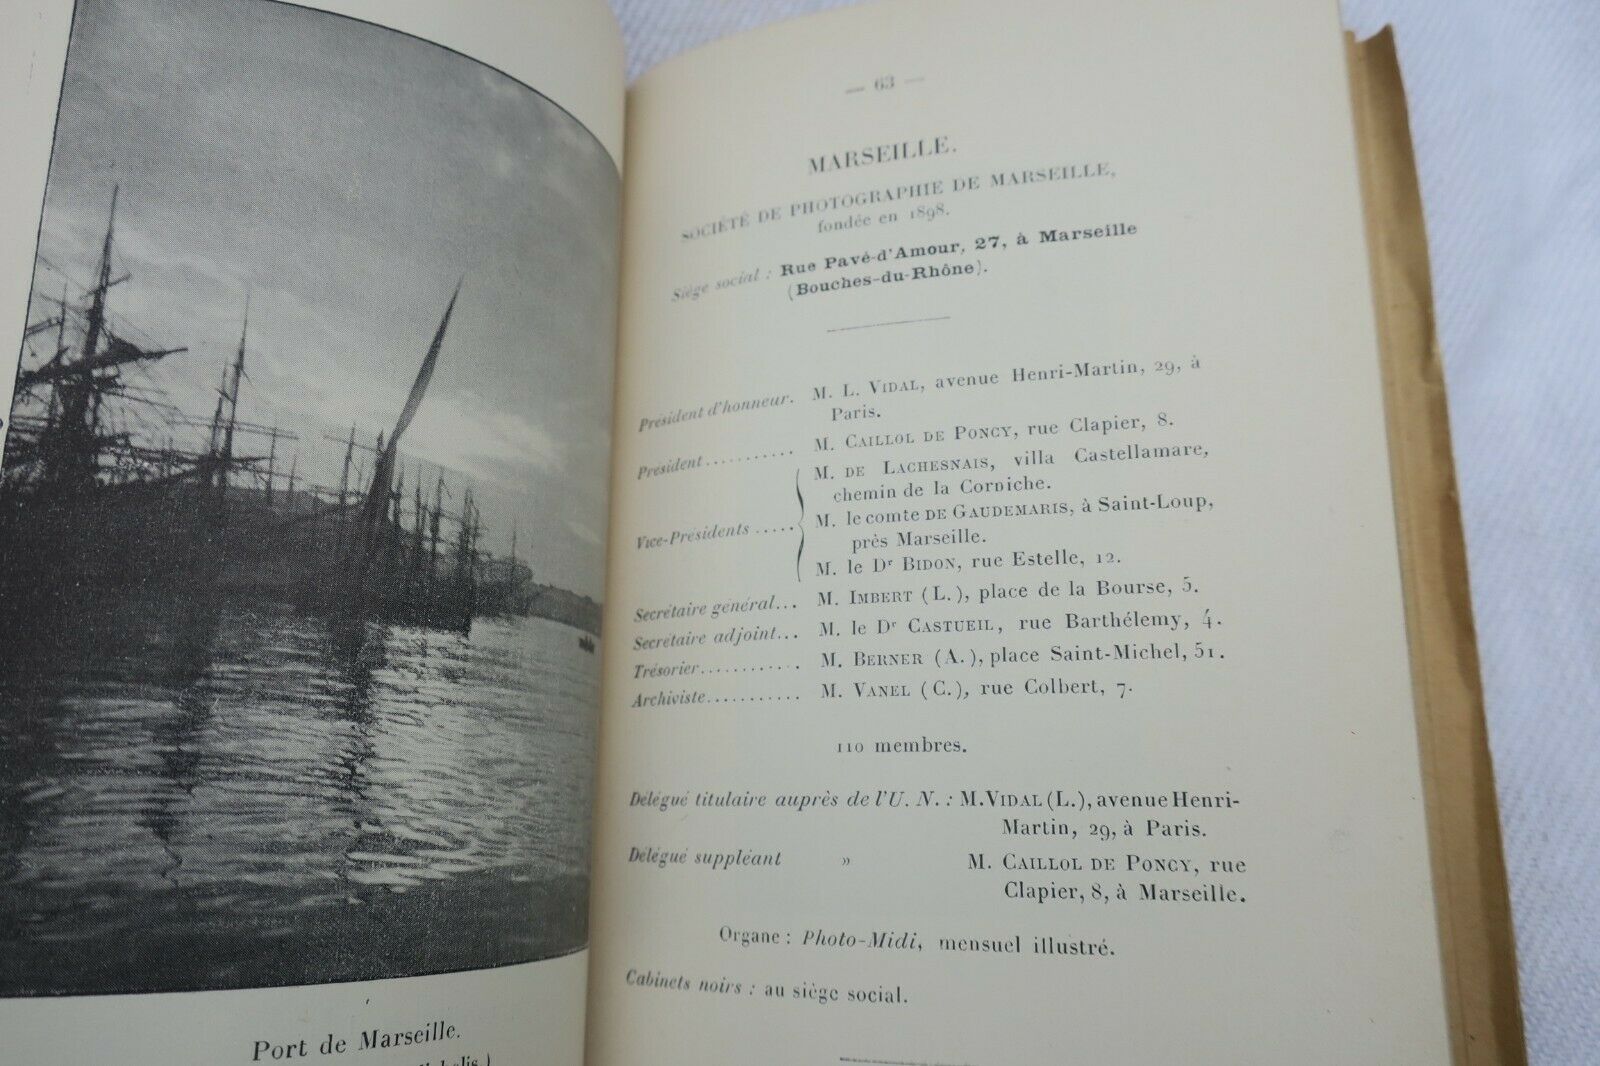 Port de Marseille.
— 63 —
MARSEILLE.
SOCIÉTÉ DE PHOTOGRAPHIE DE MARSEILLE,
fondée en 1898.
Siège social : Rue Pavé-d'Amour, 27, à Marseille
(Bouches-du-Rhône).
Président d'honneur. M. L. VIDAL, avenue Henri-Martin, 29, à
Paris.
Président........... M. CAILLOL DE PONCY, rue Clapier, 8.
M. DE LACHESNAIS, villa Castellamare,
chemin de la Corniche.
Vice-Présidents ..... M. le comte DE GAUDEMARIS, à Saint-Loup,
près Marseille.
M. le Dr BIDON, rue Estelle, 12.
Secrétaire général... M. IMBERT (L.), place de la Bourse, 5.
Secrétaire adjoint... M. le Dr CASTUEIL, rue Barthélemy, 4.
Trésorier........... M. BERNER (A.), place Saint-Michel, 51.
Archiviste.......... M. VANEL (C.), rue Colbert, 7.
110 membres.
Délégué titulaire auprès de l'U. N. : M. VIDAL (L.), avenue Henri-
Martin, 29, à Paris.
Délégué suppléant » M. CAILLOL DE PONCY, rue
Clapier, 8, à Marseille.
Organe : Photo-Midi, mensuel illustré.
Cabinets noirs : au siège social.